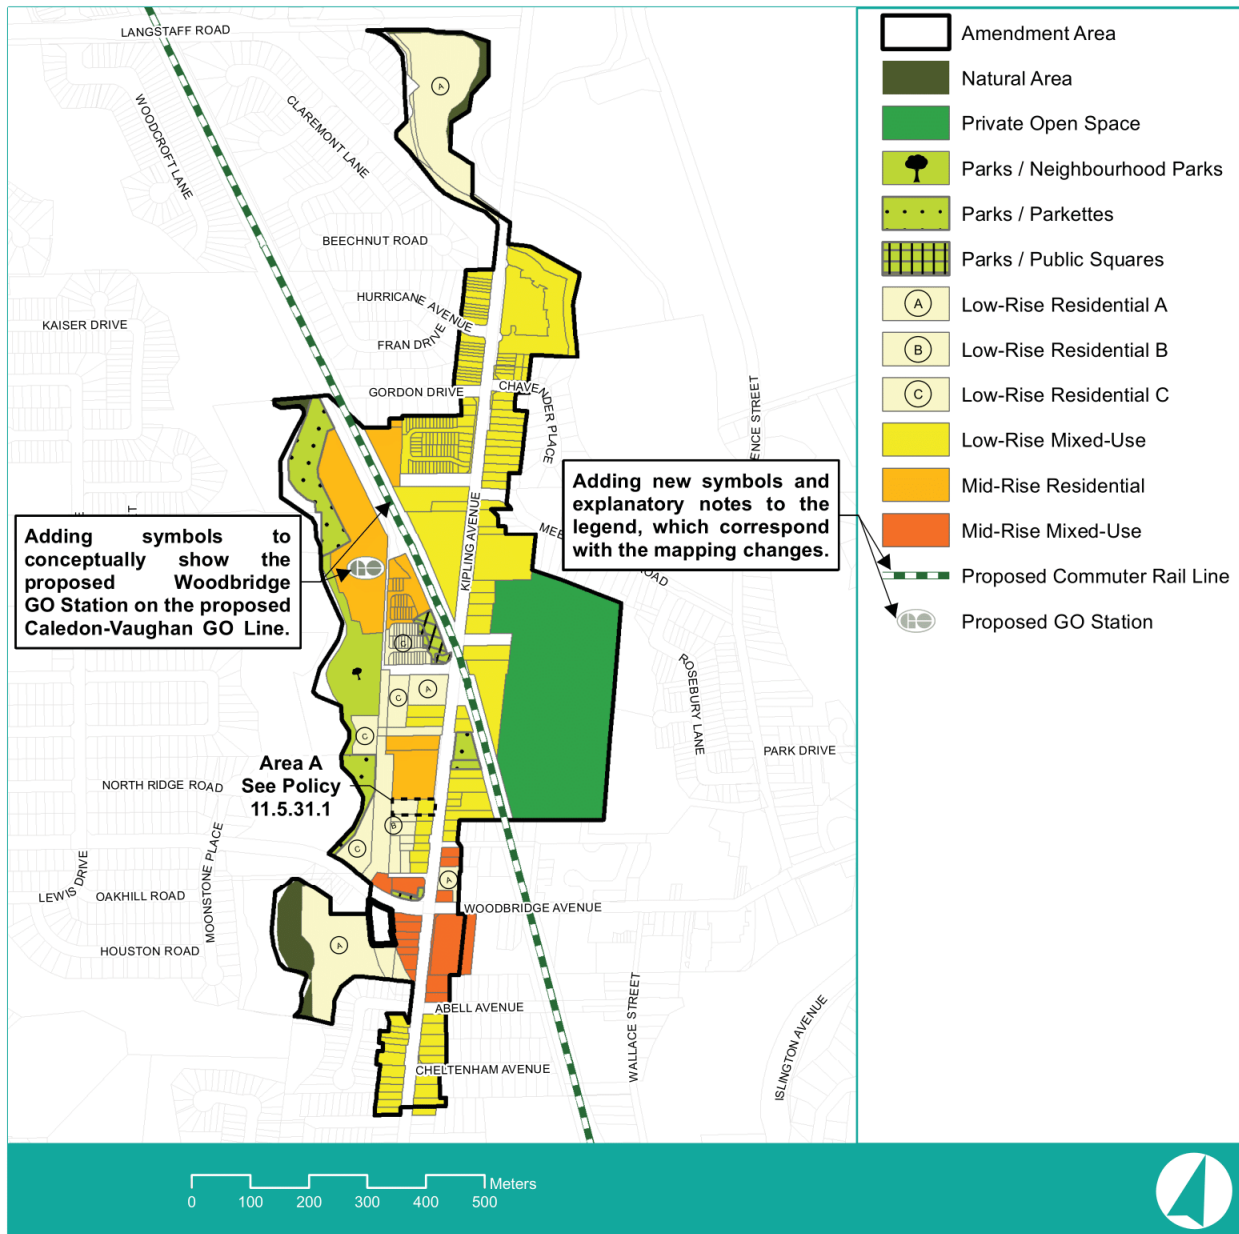 LANGSTAFF ROAD
WOODCROFT LANE
CLAREMONT LANE
BEECHNUT ROAD
HURRICANE AVENUE
KAISER DRIVE
FRAN DRIVE
GORDON DRIVE
CHAVENDER PLACE
ENCE STREET
KIPLING AVENUE
Adding symbols to
conceptually show the
proposed Woodbridge
GO Station on the proposed
Caledon-Vaughan GO Line.
Adding new symbols and
explanatory notes to the
legend, which correspond
with the mapping changes.
ROAD
ROSEBURY LANE
PARK DRIVE
Area A
See Policy
11.5.31.1
NORTH RIDGE ROAD
MOONSTONE PLACE
LEWIS DRIVE
OAKHILL ROAD
HOUSTON ROAD
WOODBRIDGE AVENUE
ABELL AVENUE
CHELTENHAM AVENUE
WALLACE STREET
ISLINGTON AVENUE
A
D
C
A
C
B
C
A
A
Amendment Area
Natural Area
Private Open Space
Parks / Neighbourhood Parks
Parks / Parkettes
Parks / Public Squares
A Low-Rise Residential A
B Low-Rise Residential B
C Low-Rise Residential C
Low-Rise Mixed-Use
Mid-Rise Residential
Mid-Rise Mixed-Use
Proposed Commuter Rail Line
Proposed GO Station
0 100 200 300 400 500 Meters